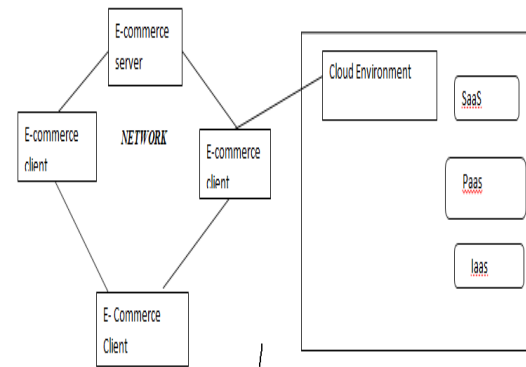 E-commerce
server
E-commerce
client
NETWORK
E-commerce
client
E- Commerce
Client
Cloud Environment
SaaS
Paas
Iaas